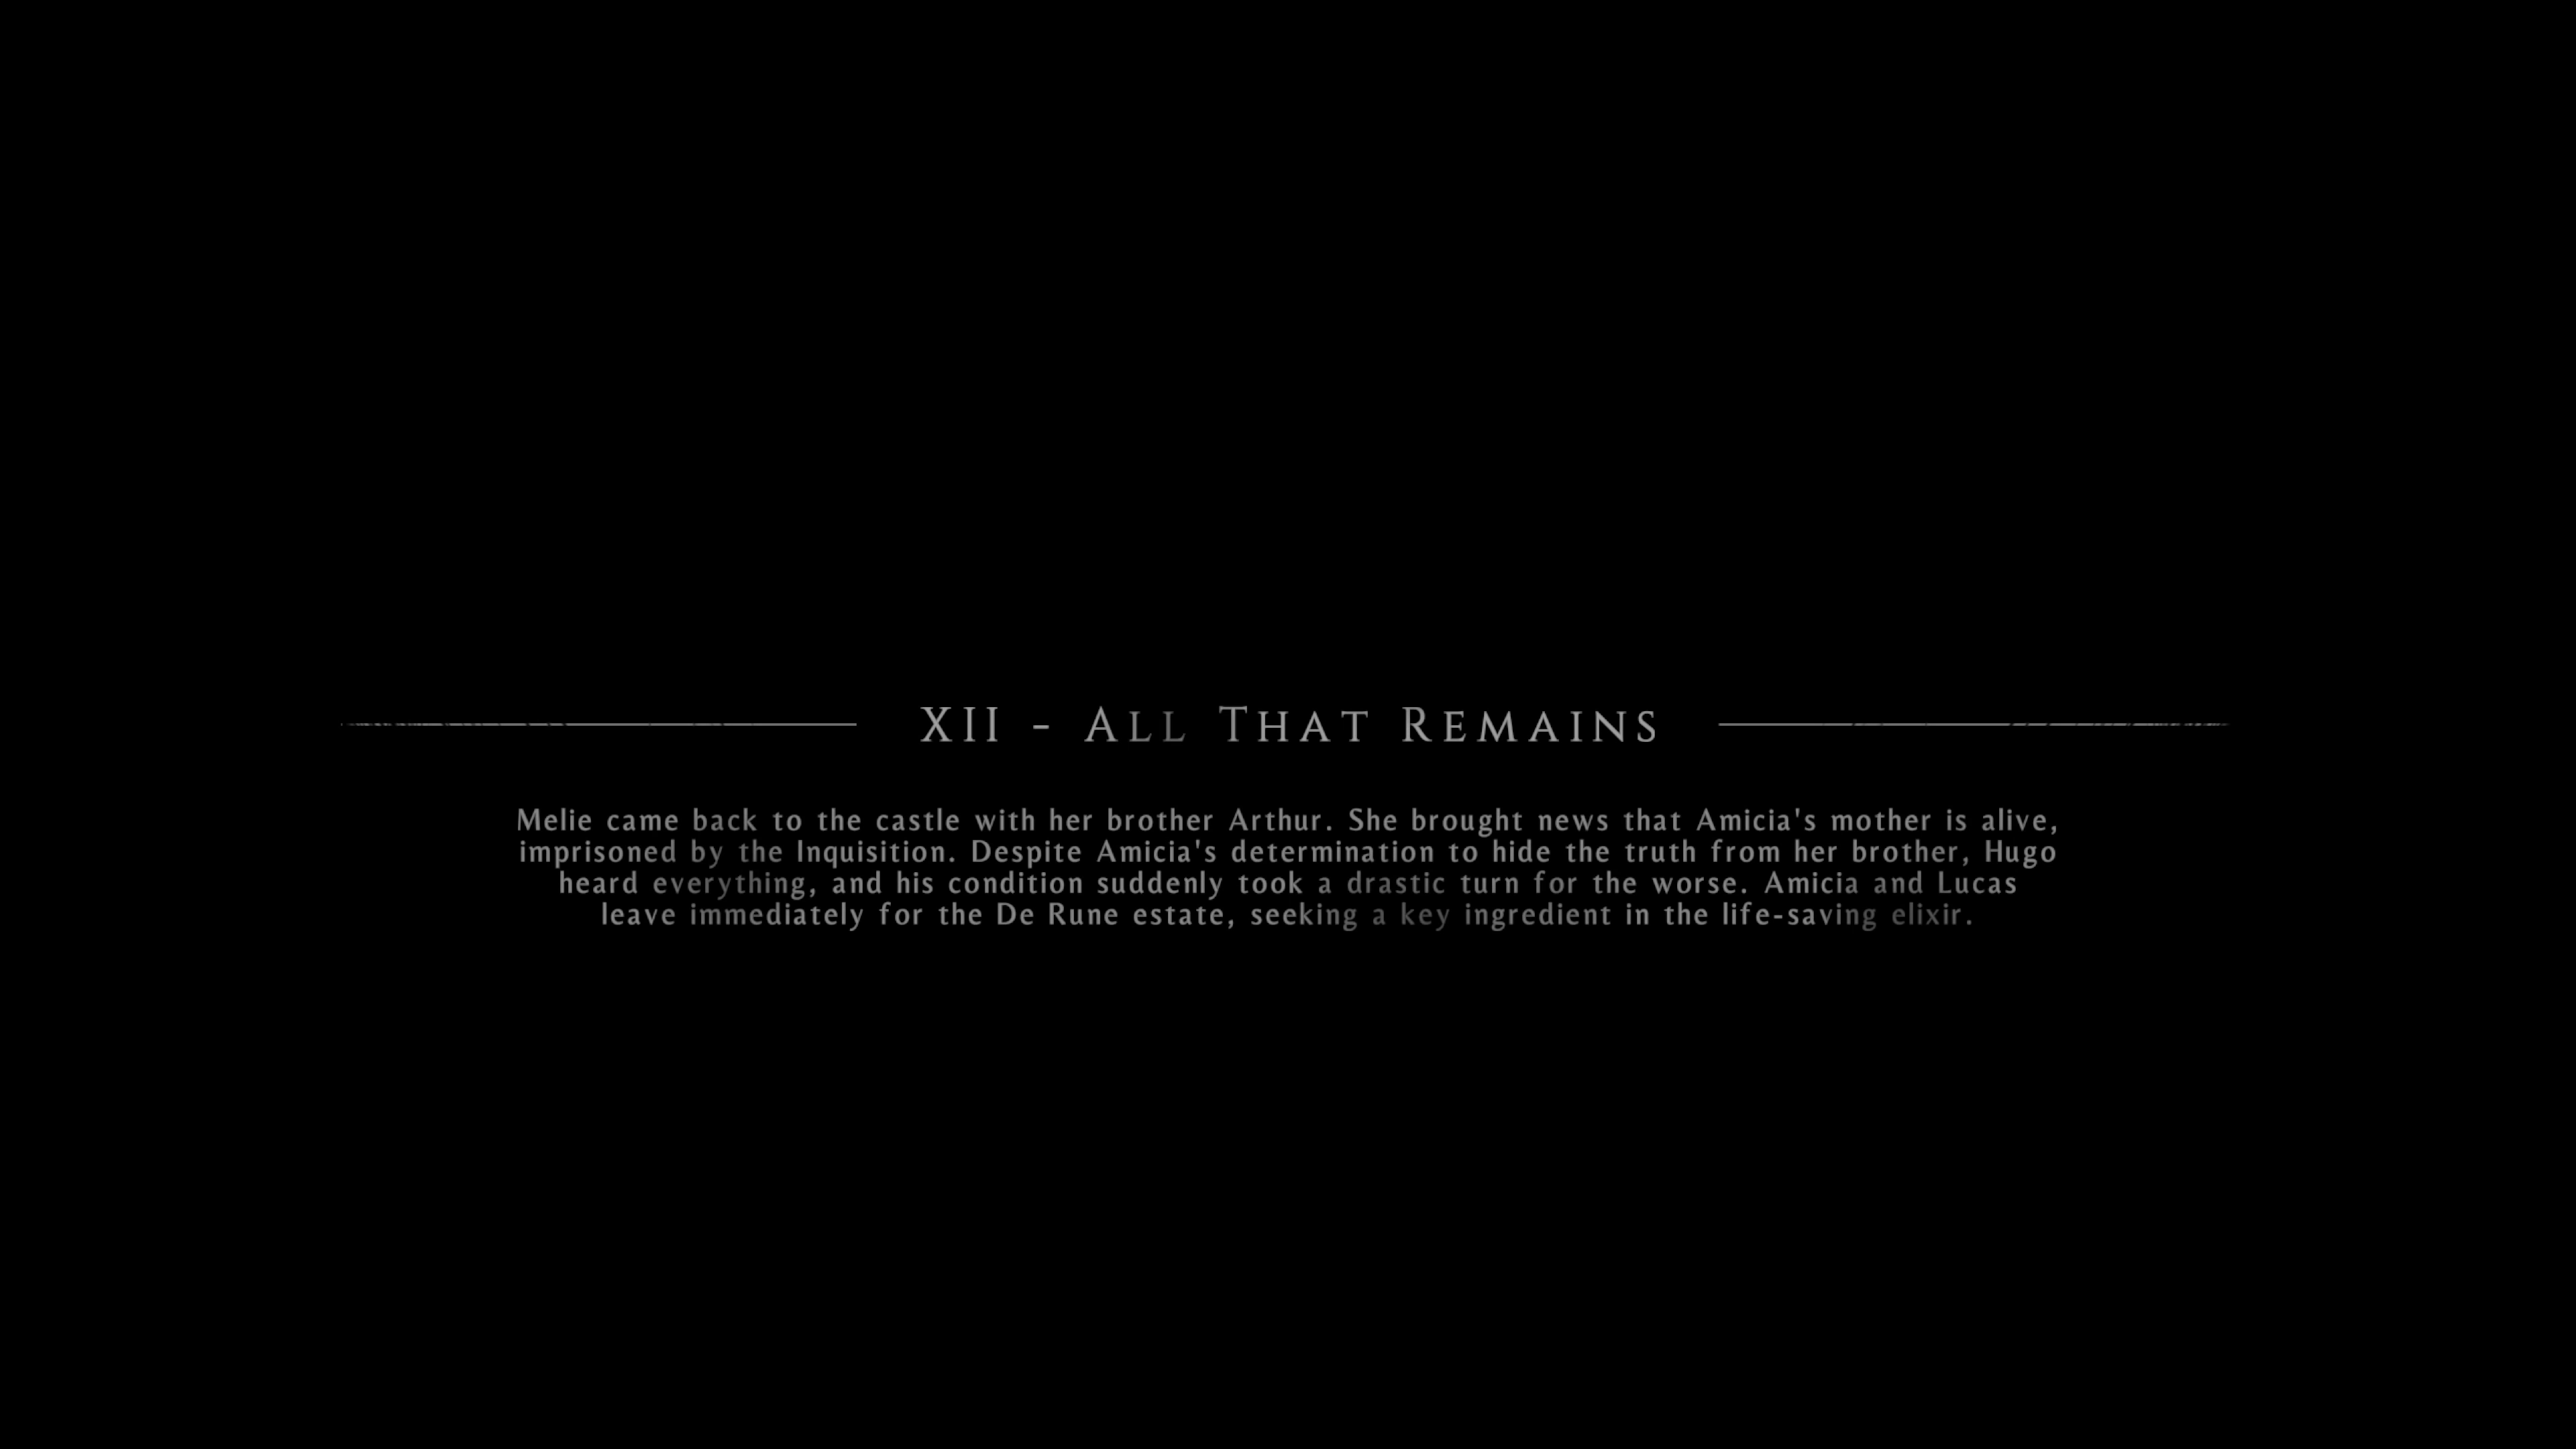 XII - All That Remains
Melie came back to the castle with her brother Arthur. She brought news that Amicia's mother is alive,
imprisoned by the Inquisition. Despite Amicia's determination to hide the truth from her brother, Hugo
heard everything, and his condition suddenly took a drastic turn for the worse. Amicia and Lucas
leave immediately for the De Rune estate, seeking a key ingredient in the life-saving elixir.